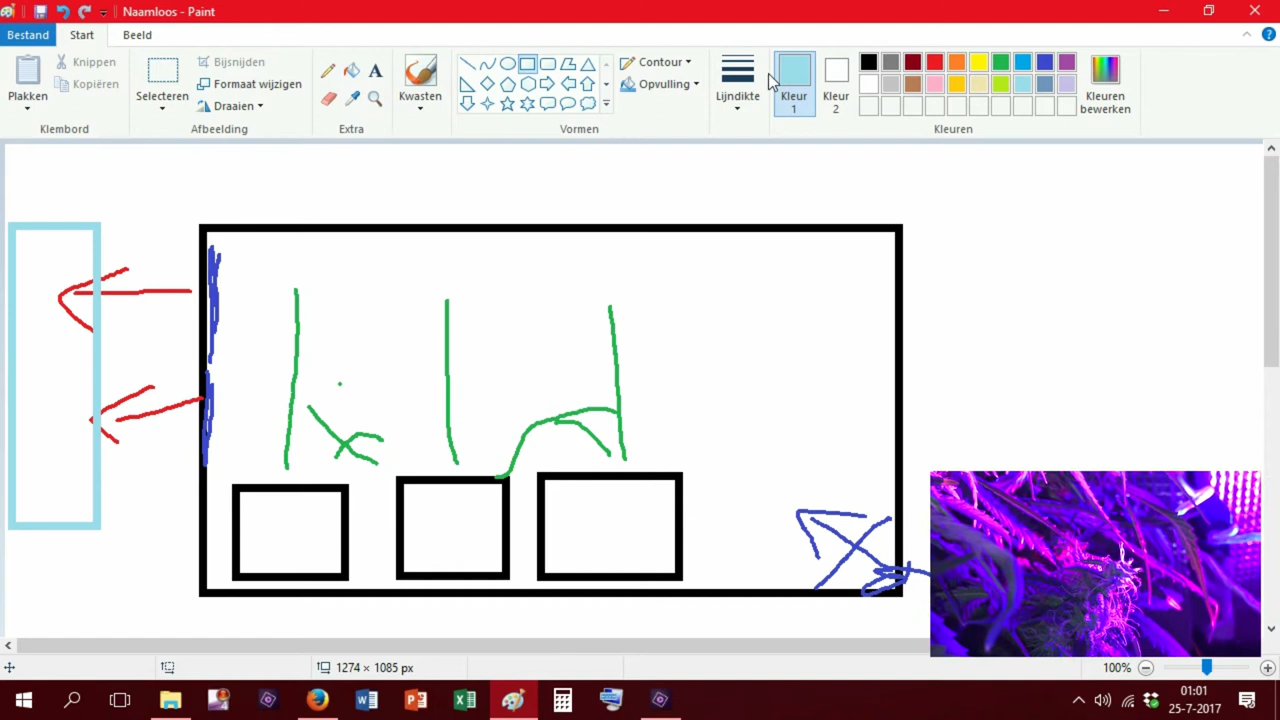 Naamloos - Paint
Bestand Start Beeld
Plakken
Knippen
Kopiëren
Klembord
Selecteren
Bijsnijden
Formaat wijzigen
Draaien
Afbeelding
A
Extra
Kwasten
Contour
Opvulling
Vormen
Lijndikte
Kleur 1
Kleur 2
Kleuren bewerken
Kleuren
1274 × 1085 px
100%
01:01
25-7-2017